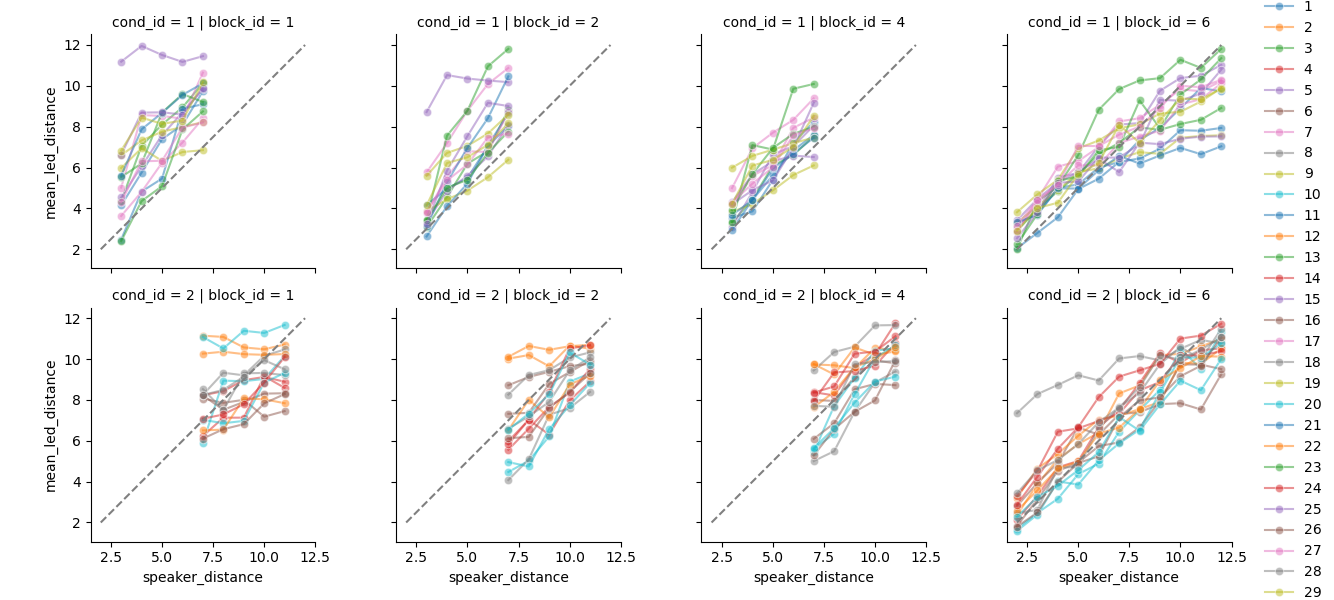 cond_id = 1 | block_id = 1
cond_id = 1 | block_id = 2
cond_id = 1 | block_id = 4
cond_id = 1 | block_id = 6
12
10
8
6
4
2
mean_led_distance
cond_id = 2 | block_id = 1
cond_id = 2 | block_id = 2
cond_id = 2 | block_id = 4
cond_id = 2 | block_id = 6
12
10
8
6
4
2
mean_led_distance
2.5 5.0 7.5 10.0 12.5
2.5 5.0 7.5 10.0 12.5
2.5 5.0 7.5 10.0 12.5
2.5 5.0 7.5 10.0 12.5
speaker_distance
speaker_distance
speaker_distance
speaker_distance
1
2
3
4
5
6
7
8
9
10
11
12
13
14
15
16
17
18
19
20
21
22
23
24
25
26
27
28
29